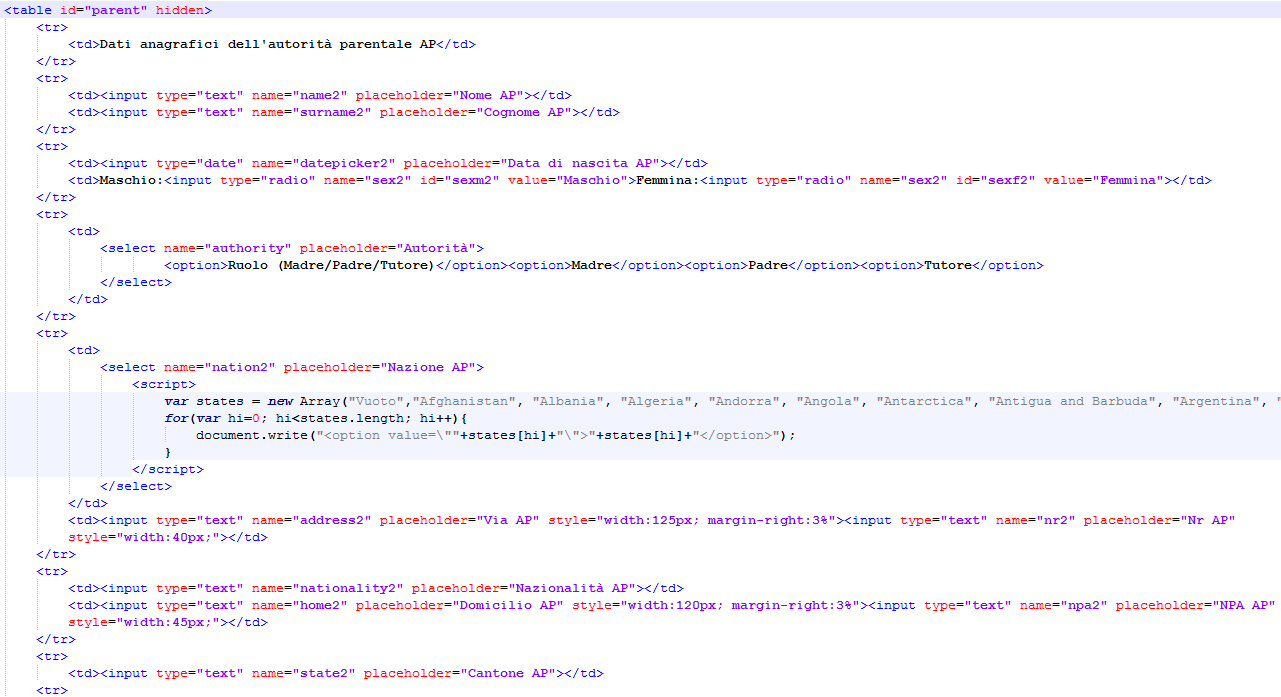 <table id="parent" hidden>
<tr>
<td>Dati anagrafici dell'autorità parentale AP</td>
</tr>
<tr>
<td><input type="text" name="name2" placeholder="Nome AP"></td>
<td><input type="text" name="surname2" placeholder="Cognome AP"></td>
</tr>
<tr>
<td><input type="date" name="datepicker2" placeholder="Data di nascita AP"></td>
<td>Maschio:<input type="radio" name="sex2" id="sexm2" value="Maschio">Femmina:<input type="radio" name="sex2" id="sexf2" value="Femmina"></td>
</tr>
<tr>
<td>
<select name="authority" placeholder="Autorità">
<option>Ruolo (Madre/Padre/Tutore)</option><option>Madre</option><option>Padre</option><option>Tutore</option>
</select>
</td>
</tr>
<tr>
<td>
<select name="nation2" placeholder="Nazione AP">
<script>
var states = new Array("Vuoto","Afghanistan", "Albania", "Algeria", "Andorra", "Angola", "Antarctica", "Antigua and Barbuda", "Argentina", "
for(var hi=0; hi<states.length; hi++){
document.write("<option value=\""+states[hi]+"\">"+states[hi]+"</option>");
}
</script>
</select>
</td>
<td><input type="text" name="address2" placeholder="Via AP" style="width:125px; margin-right:3%"><input type="text" name="nr2" placeholder="Nr AP"
style="width:40px;"></td>
</tr>
<tr>
<td><input type="text" name="nationality2" placeholder="Nazionalità AP"></td>
<td><input type="text" name="home2" placeholder="Domicilio AP" style="width:120px; margin-right:3%"><input type="text" name="npa2" placeholder="NPA AP"
style="width:45px;"></td>
</tr>
<tr>
<td><input type="text" name="state2" placeholder="Cantone AP"></td>
<tr>